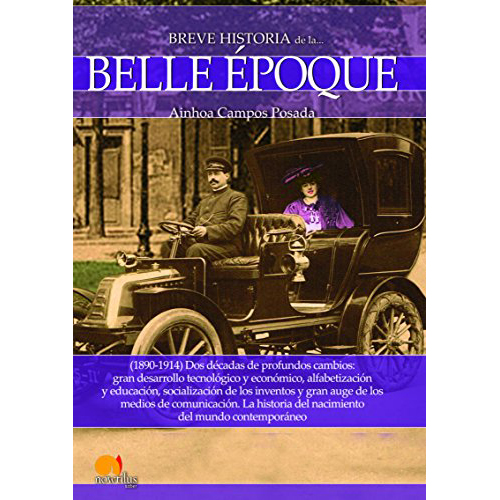 BREVE HISTORIA de la...
BELLE ÉPOQUE
Ainhoa Campos Posada
(1890-1914) Dos décadas de profundos cambios:
gran desarrollo tecnológico y económico, alfabetización
y educación, socialización de los inventos y gran auge de los
medios de comunicación. La historia del nacimiento
del mundo contemporáneo
nowtilus